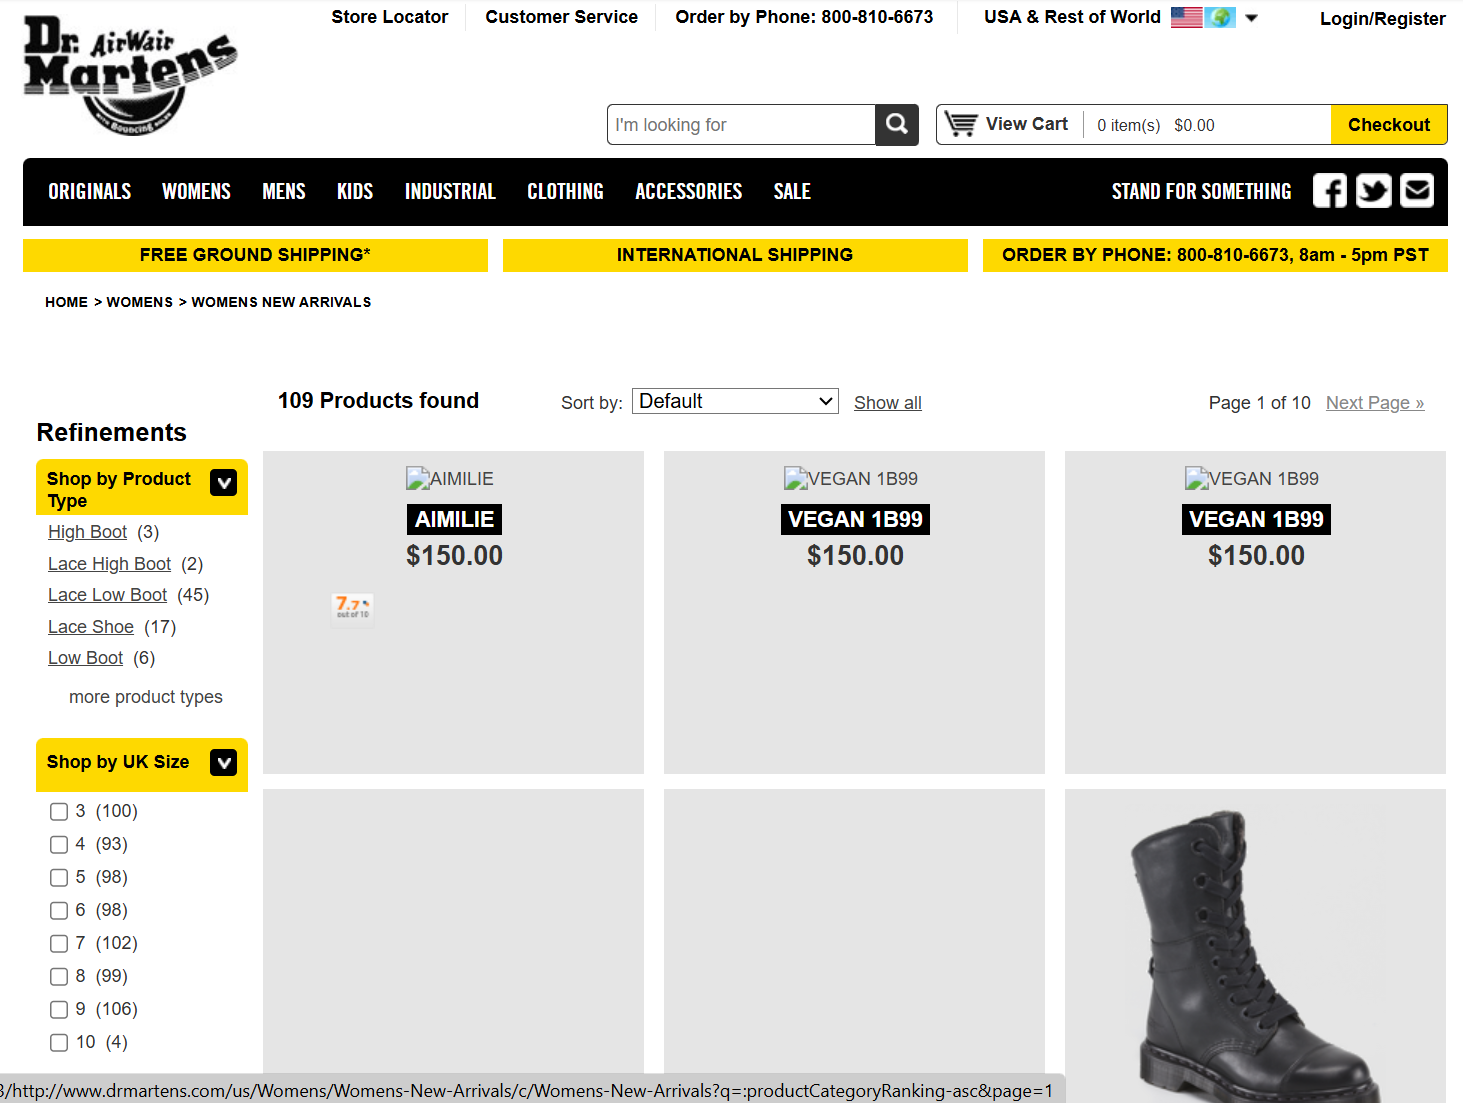 Store Locator
Customer Service
Order by Phone: 800-810-6673
USA & Rest of World
Login/Register
Dr. AirWair
Martens
WITH BOUNCING SOLES
I'm looking for
View Cart
0 item(s) $0.00
Checkout
ORIGINALS WOMENS MENS KIDS INDUSTRIAL CLOTHING ACCESSORIES SALE
STAND FOR SOMETHING
FREE GROUND SHIPPING*
INTERNATIONAL SHIPPING
ORDER BY PHONE: 800-810-6673, 8am - 5pm PST
HOME > WOMENS > WOMENS NEW ARRIVALS
109 Products found
Sort by: Default
Show all
Page 1 of 10 Next Page »
Refinements
Shop by Product
Type
High Boot (3)
Lace High Boot (2)
Lace Low Boot (45)
Lace Shoe (17)
Low Boot (6)
more product types
Shop by UK Size
3 (100)
4 (93)
5 (98)
6 (98)
7 (102)
8 (99)
9 (106)
10 (4)
AIMILIE
AIMILIE
$150.00
7.7
out of 10
VEGAN 1B99
VEGAN 1B99
$150.00
VEGAN 1B99
VEGAN 1B99
$150.00
3/http://www.drmartens.com/us/Womens/Womens-New-Arrivals/c/Womens-New-Arrivals?q=:productCategoryRanking-asc&page=1